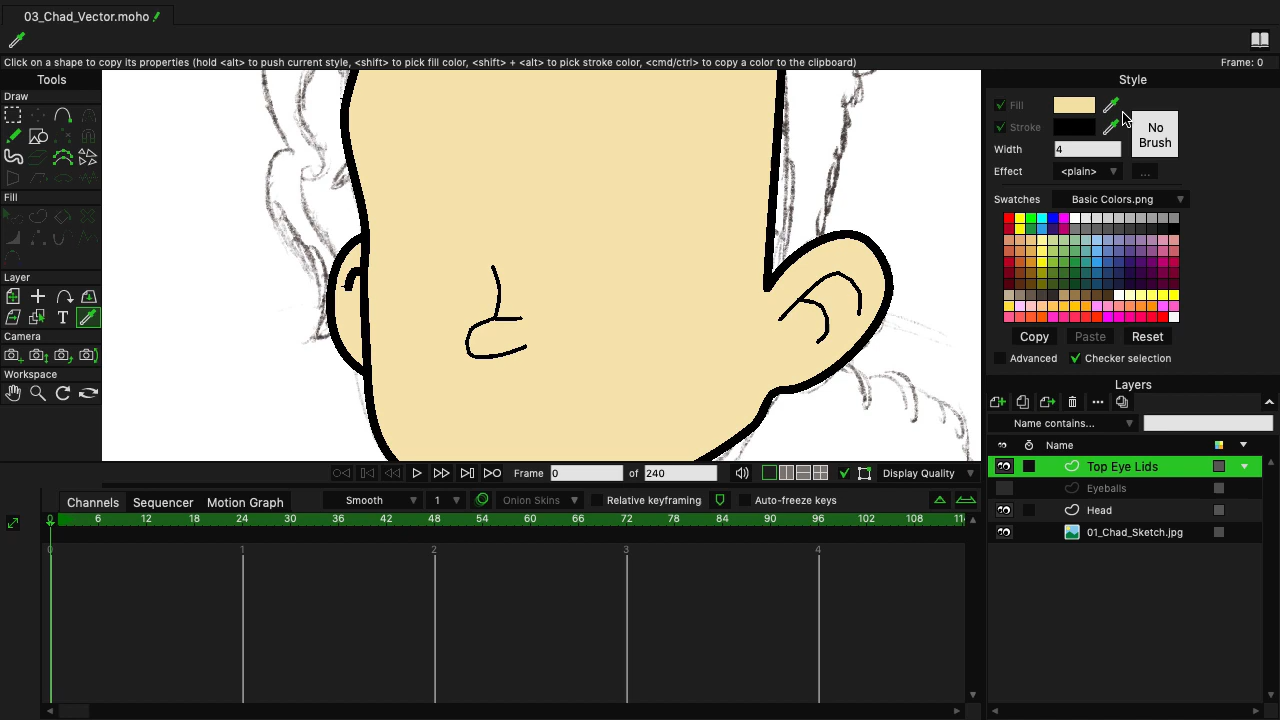 03_Chad_Vector.moho
Click on a shape to copy its properties (hold <alt> to push current style, <shift> to pick fill color, <shift> + <alt> to pick stroke color, <cmd/ctrl> to copy a color to the clipboard)
Frame: 0
Tools
Draw
Fill
Layer
T
Camera
Workspace
Style
Fill
Stroke
No
Brush
Width
4
Effect
<plain>
...
Swatches
Basic Colors.png
Copy
Paste
Reset
Advanced
Checker selection
Layers
Name contains...
Name
Top Eye Lids
Eyeballs
Head
01_Chad_Sketch.jpg
Frame
0
of
240
Display Quality
Channels
Sequencer
Motion Graph
Smooth
1
Onion Skins
Relative keyframing
Auto-freeze keys
0 6 12 18 24 30 36 42 48 54 60 66 72 78 84 90 96 102 108
0 1 2 3 4